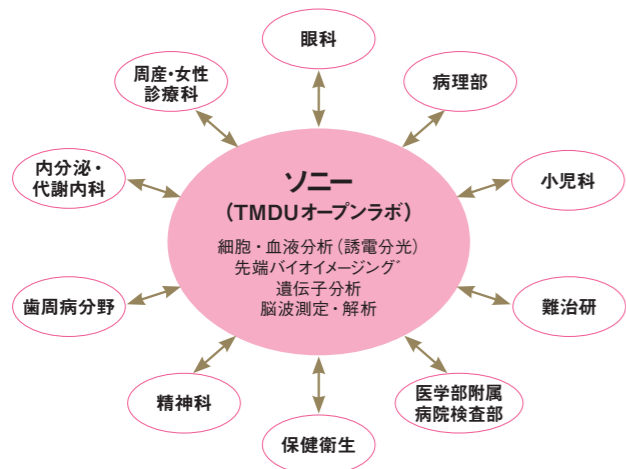 眼科
周産・女性
診療科
病理部
内分泌・
代謝内科
小児科
ソニー
(TMDUオープンラボ)
細胞・血液分析(誘電分光)
先端バイオイメージング
遺伝子分析
脳波測定・解析
歯周病分野
難治研
精神科
医学部附属
病院検査部
保健衛生